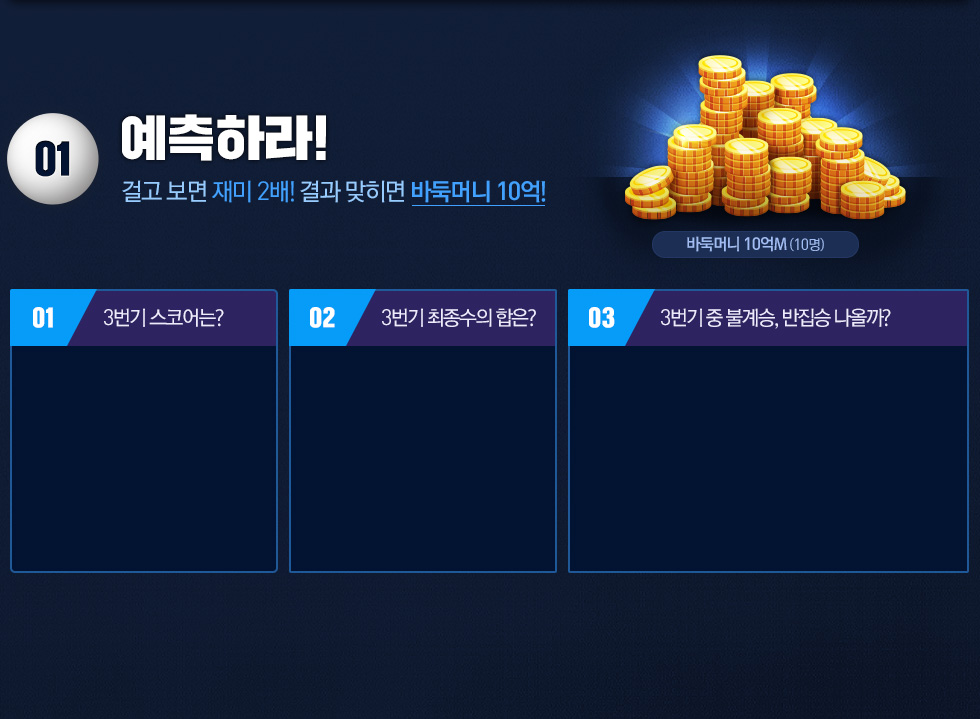 01
예측하라!
걸고 보면 재미 2배! 결과 맞히면 바둑머니 10억!
바둑머니 10억M (10명)
01 3번기 스코어는?
02 3번기 최종수의 합은?
03 3번기 중 불계승, 반집승 나올까?